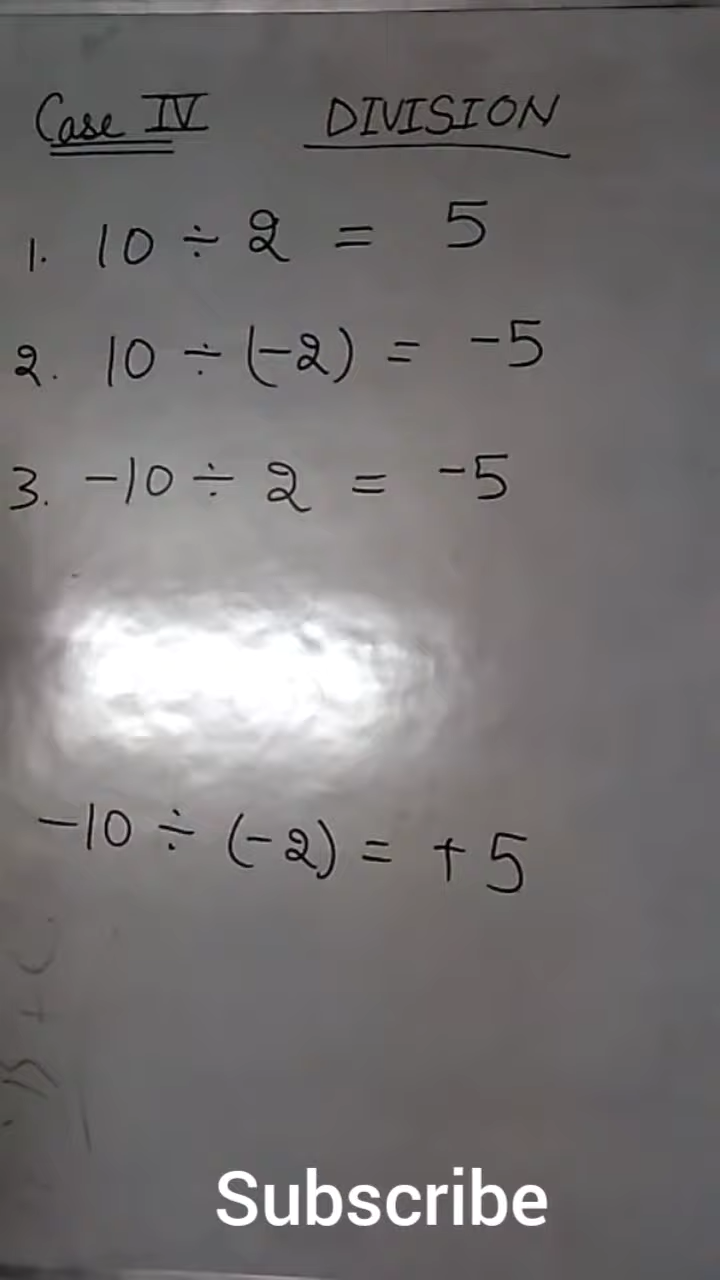 Case IV DIVISION
1. 10 ÷ 2 = 5
2. 10 ÷ (-2) = -5
3. -10 ÷ 2 = -5
-10 ÷ (-2) = +5
Subscribe